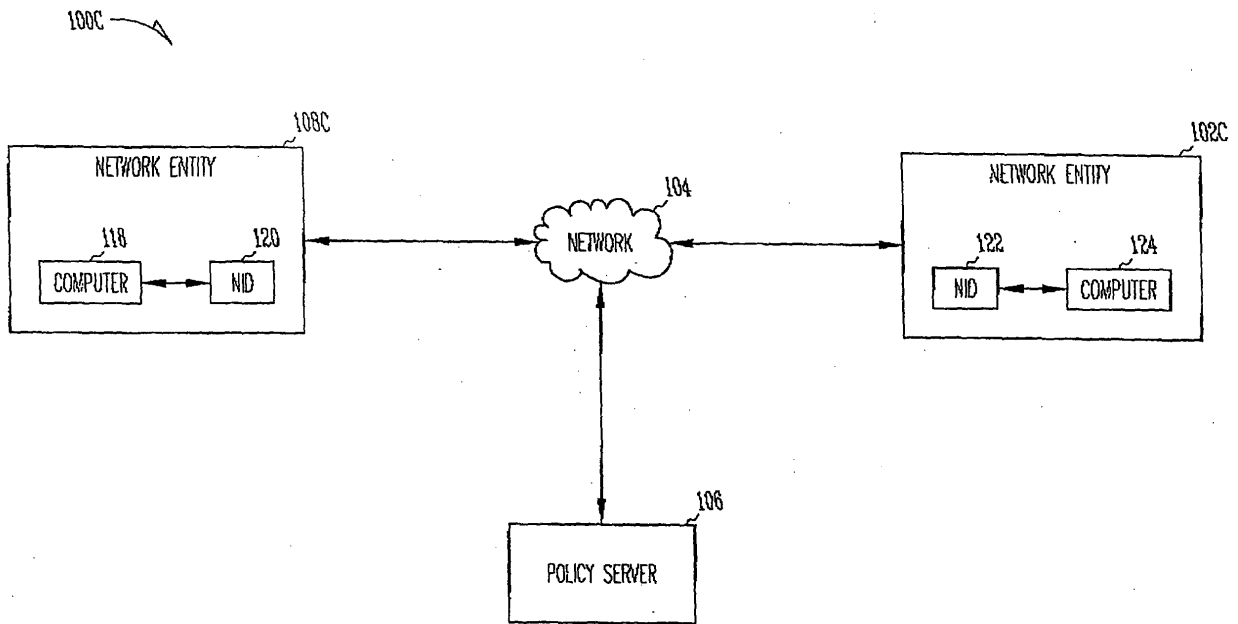 100C
108C
NETWORK ENTITY
118
COMPUTER
120
NID
104
NETWORK
102C
NETWORK ENTITY
122
NID
124
COMPUTER
106
POLICY SERVER